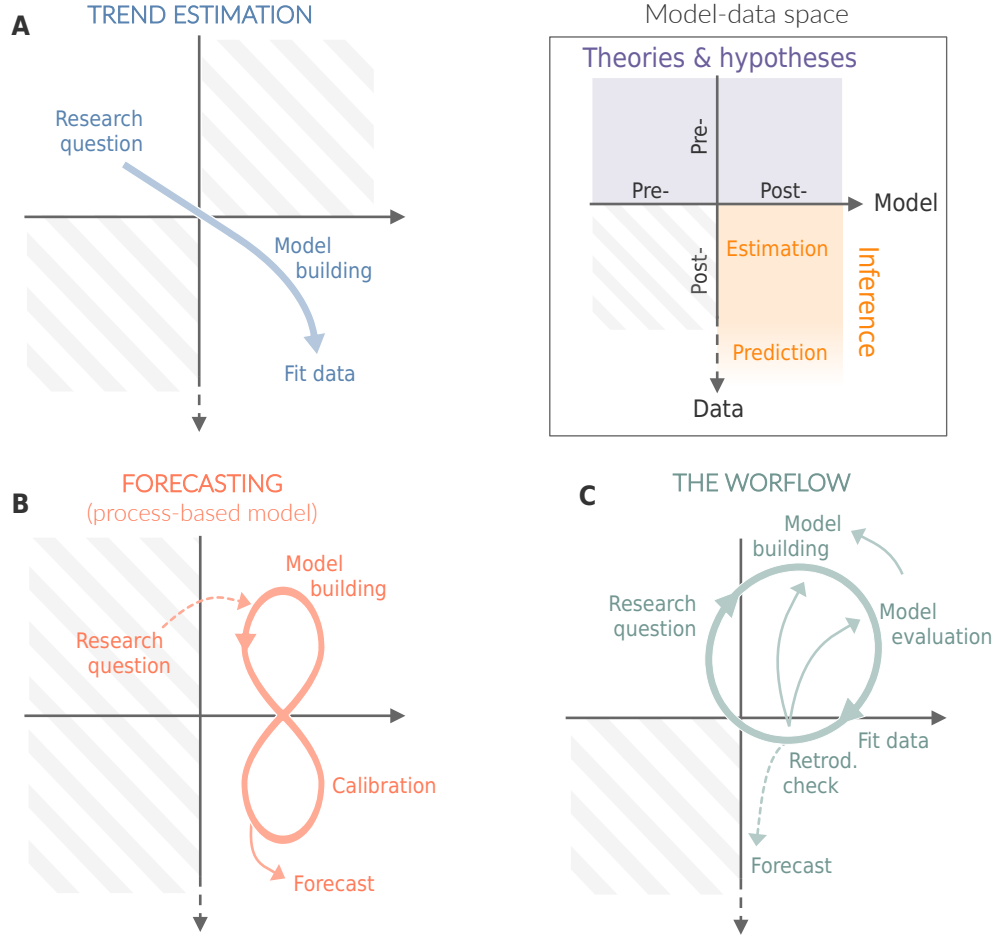 A
TREND ESTIMATION
Research
question
Model
building
Fit data
Model-data space
Theories & hypotheses
Pre-
Pre-
Post-
Model
Post-
Estimation
Inference
Prediction
Data
B
FORECASTING
(process-based model)
Model
building
Research
question
Calibration
Forecast
C
THE WORFLOW
Model
building
Research
question
Model
evaluation
Fit data
Retrod.
check
Forecast